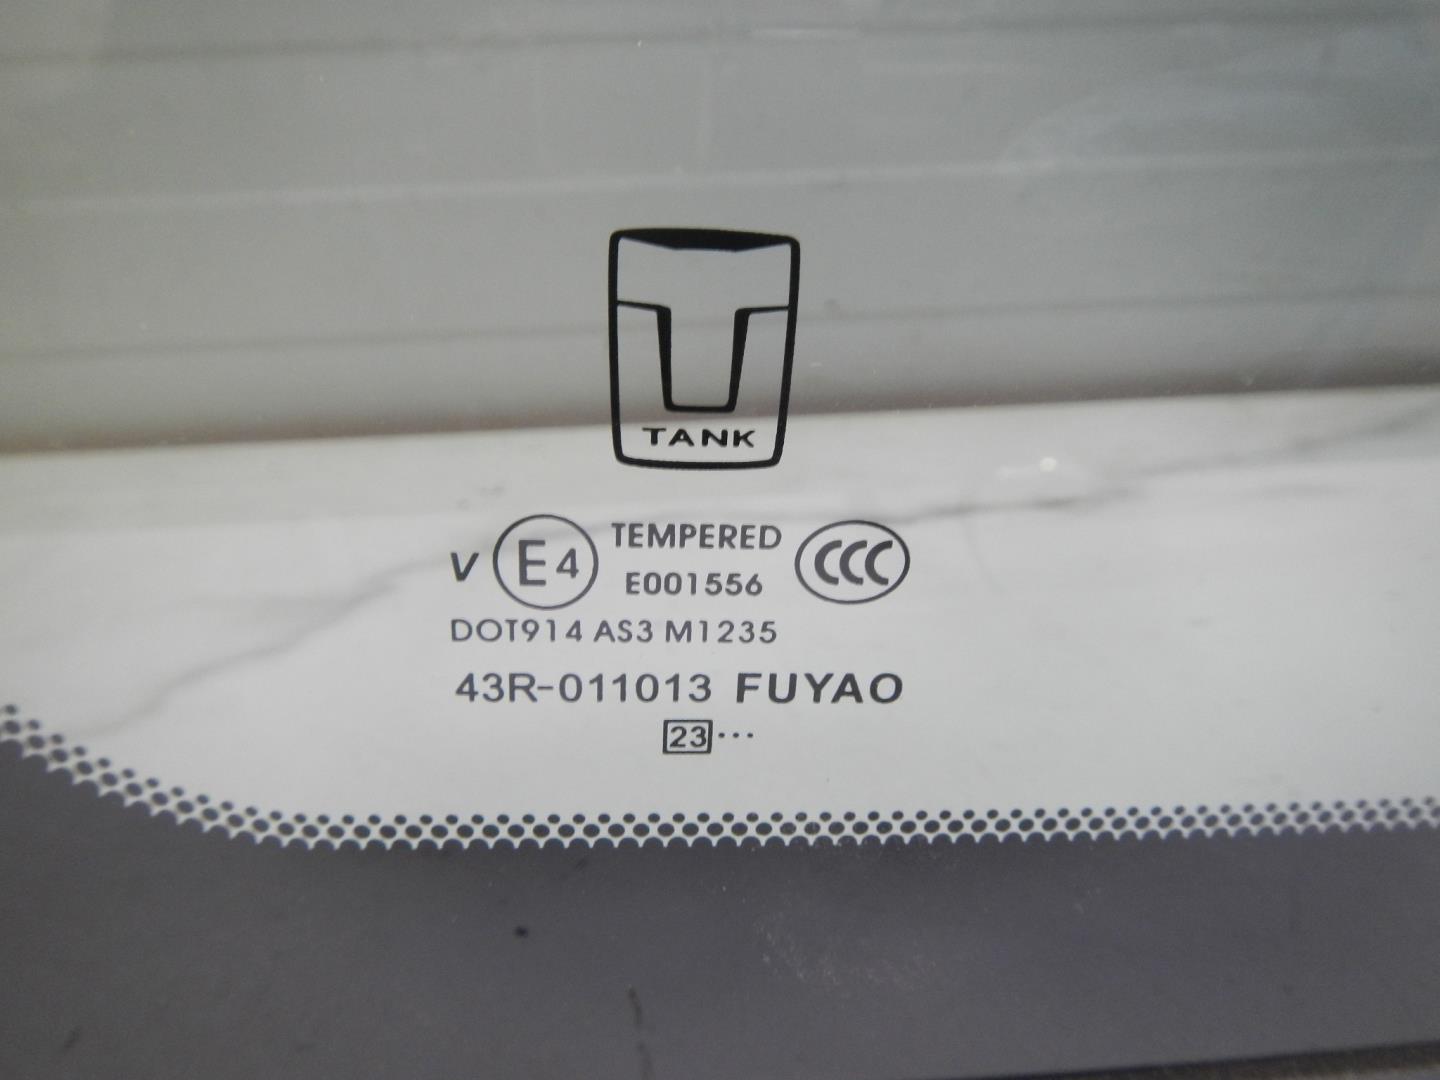 TANK
V E4 TEMPERED CCC
E001556
DOT914 AS3 M1235
43R-011013 FUYAO
23...